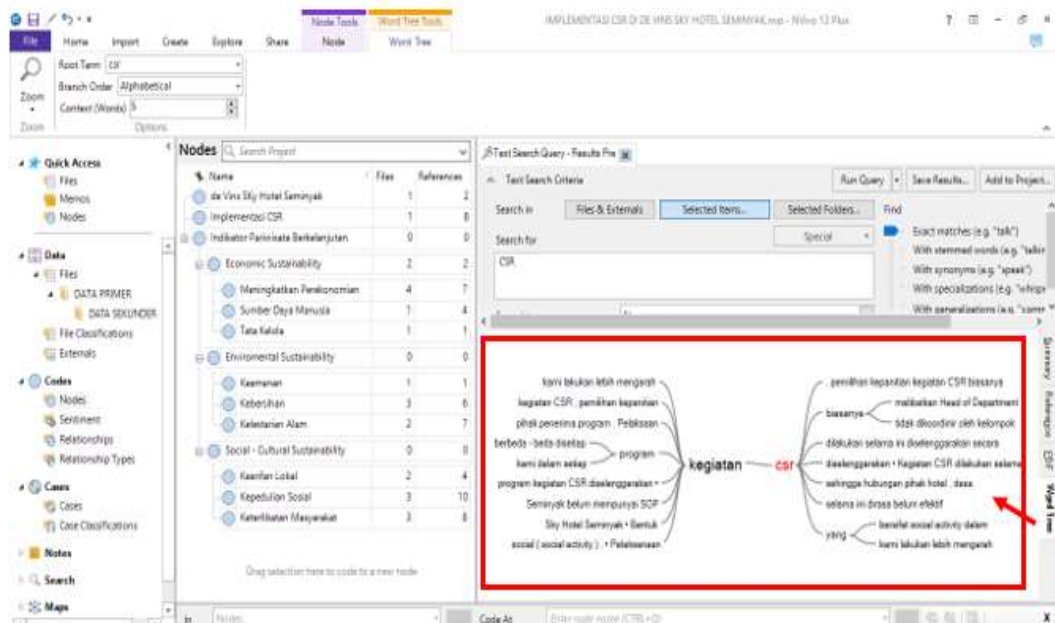 Node Tools Word Tree Tools IMPLEMENTASI CSR DI DE VINS SKY HOTEL SEMINYAK.nvp - NVivo 12 Plus
File Home Import Create Explore Share Node Word Tree
Root Term csr
Branch Order Alphabetical
Context (Words) 5
Zoom
Zoom Options
Quick Access
Files
Memos
Nodes
Data
Files
DATA PRIMER
DATA SEKUNDER
File Classifications
Externals
Codes
Nodes
Sentiment
Relationships
Relationship Types
Cases
Cases
Case Classifications
Notes
Search
Maps
Nodes Search Project
Name Files References
de Vins Sky Hotel Seminyak 1 2
Implementasi CSR 1 8
Indikator Pariwisata Berkelanjutan 0 0
Economic Sustainability 2 2
Meningkatkan Perekonomian 4 7
Sumber Daya Manusia 1 4
Tata Kelola 1 1
Enviromental Sustainability 0 0
Keamanan 1 1
Kebersihan 3 6
Kelestarian Alam 2 7
Social - Cultural Sustainability 0 0
Kearifan Lokal 2 4
Kepedulian Sosial 3 10
Keterlibatan Masyarakat 3 8
Drag selection here to code to a new node
In Nodes
Text Search Query - Results Pre
Text Search Criteria Run Query Save Results... Add to Project...
Search in Files & Externals Selected Items... Selected Folders... Find
Search for Special
CSR
Exact matches (e.g. "talk")
With stemmed words (e.g. "talkin
With synonyms (e.g. "speak")
With specializations (e.g. "whispe
With generalizations (e.g.
kami lakukan lebih mengarah
kegiatan CSR . pemilihan kepanitian
pihak penerima program . Pelaksaan
berbeda - beda disetiap
kami dalam setiap
program
program kegiatan CSR diselenggarakan •
Seminyak belum mempunyai SOP
Sky Hotel Seminyak • Bentuk
social ( social activity ) . • Pelaksanaan
kegiatan csr
. pemilihan kepanitian kegiatan CSR biasanya
biasanya
melibatkan Head of Department
tidak dikoordinir oleh kelompok
dilakukan selama ini diselenggarakan secara
diselenggarakan • Kegiatan CSR dilakukan selama
sehingga hubungan pihak hotel , desa
selama ini dirasa belum efektif
yang
bersifat social activity dalam
kami lakukan lebih mengarah
Summary
Reference
Word Tree
Code At Enter node name (CTRL+Q)